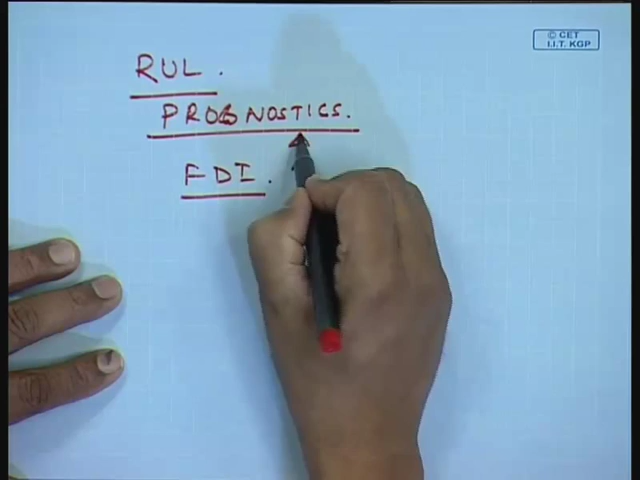 © CET
I.I.T. KGP
RUL.
PROGNOSTICS.
FDI.